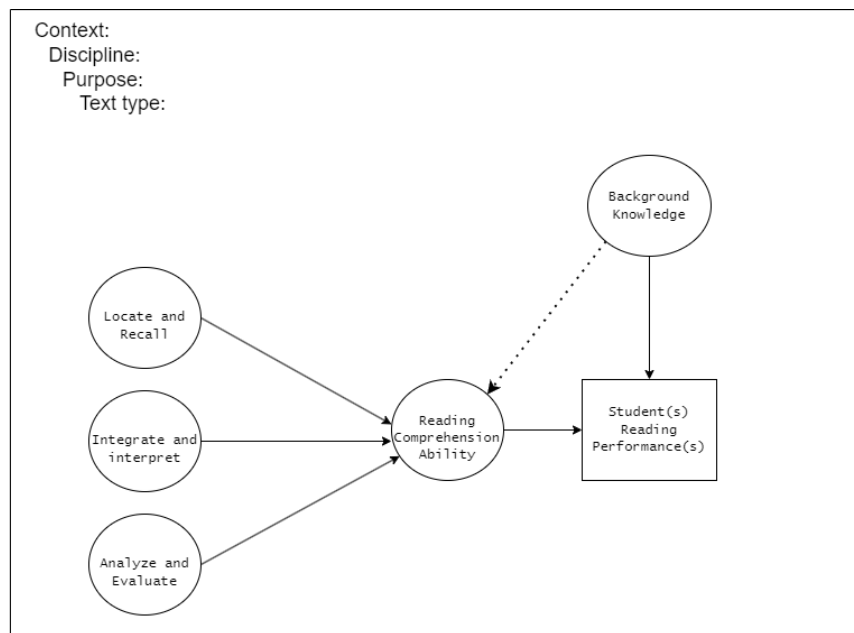 Context:
Discipline:
Purpose:
Text type:
Background
Knowledge
Locate and
Recall
Integrate and
interpret
Analyze and
Evaluate
Reading
Comprehension
Ability
Student(s)
Reading
Performance(s)